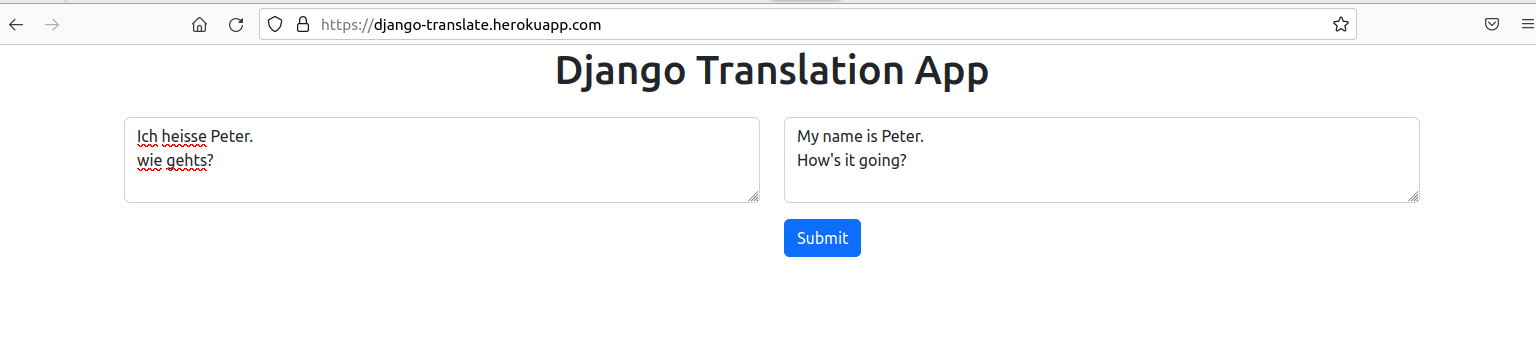 https://django-translate.herokuapp.com
Django Translation App
Ich heisse Peter.
wie gehts?
My name is Peter.
How's it going?
Submit